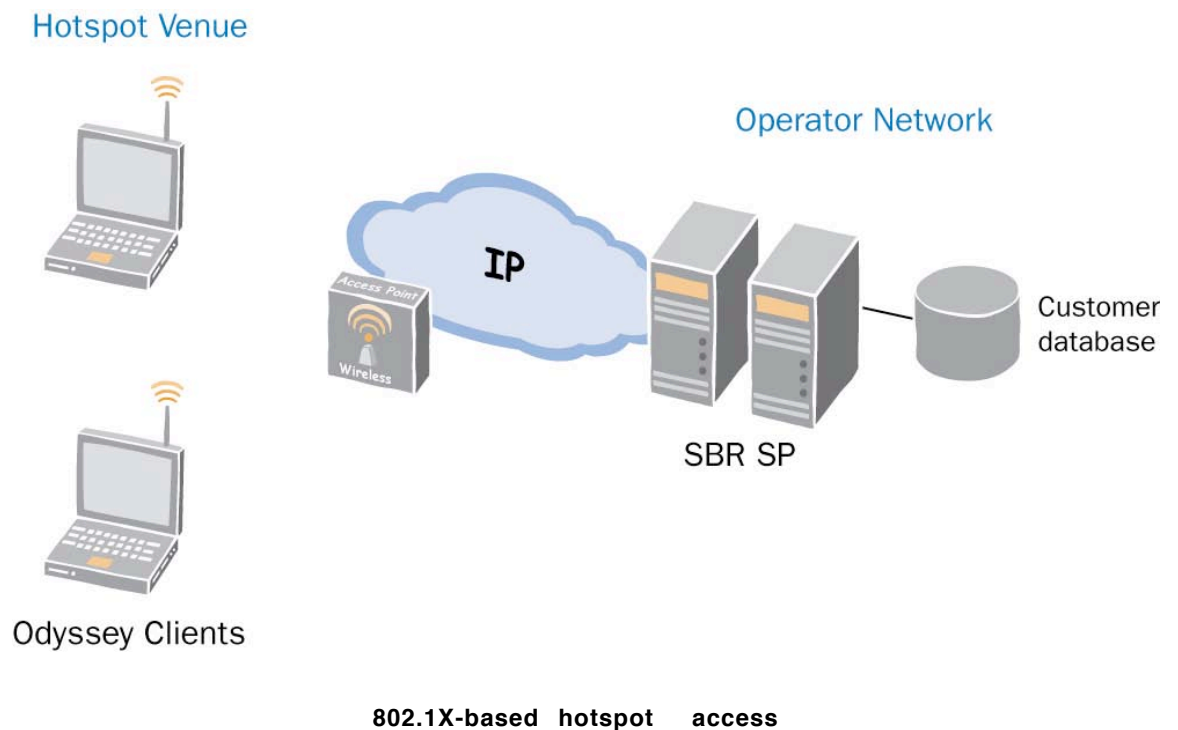 Hotspot Venue
Operator Network
IP
Access Point
Wireless
Customer
database
SBR SP
Odyssey Clients
802.1X-based hotspot access